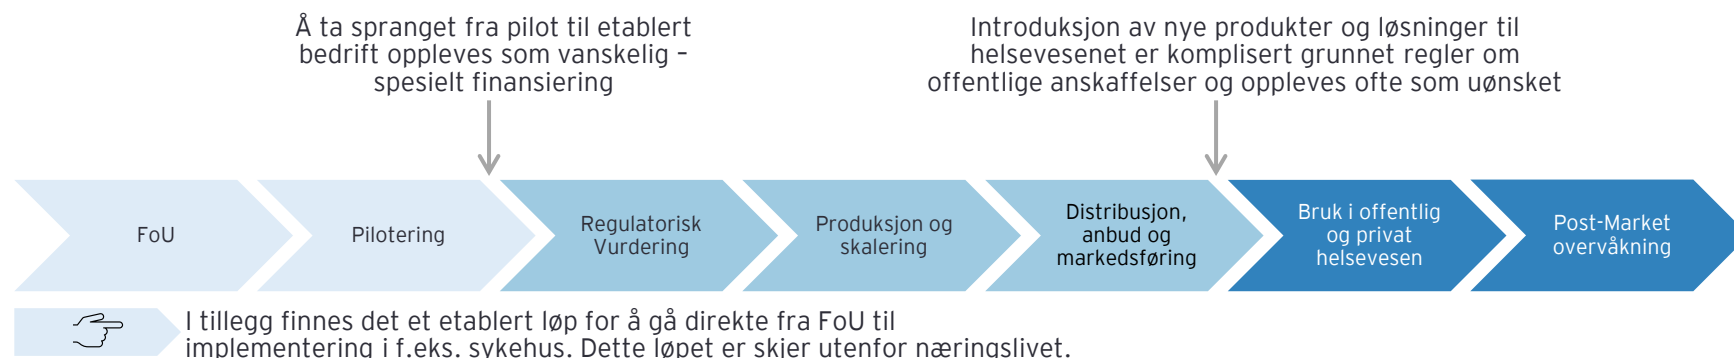 Å ta spranget fra pilot til etablert
bedrift oppleves som vanskelig –
spesielt finansiering
Introduksjon av nye produkter og løsninger til
helsevesenet er komplisert grunnet regler om
offentlige anskaffelser og oppleves ofte som uønsket
FoU
Pilotering
Regulatorisk
Vurdering
Produksjon og
skalering
Distribusjon,
anbud og
markedsføring
Bruk i offentlig
og privat
helsevesen
Post-Market
overvåkning
I tillegg finnes det et etablert løp for å gå direkte fra FoU til
implementering i f.eks. sykehus. Dette løpet er skjer utenfor næringslivet.